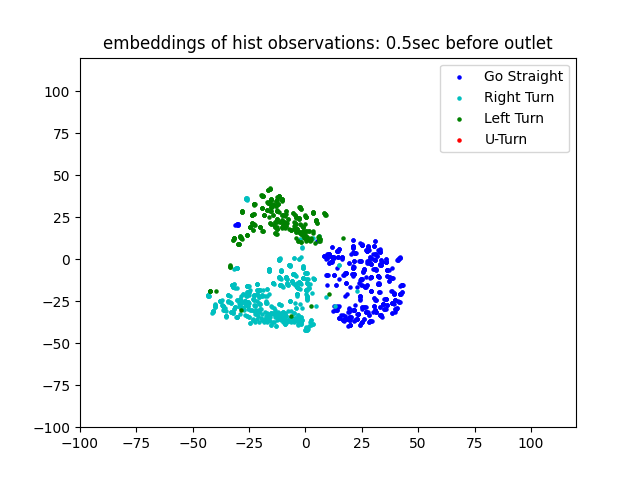 embeddings of hist observations: 0.5sec before outlet
Go Straight
Right Turn
Left Turn
U-Turn
100
75
50
25
0
−25
−50
−75
−100
−100 −75 −50 −25 0 25 50 75 100